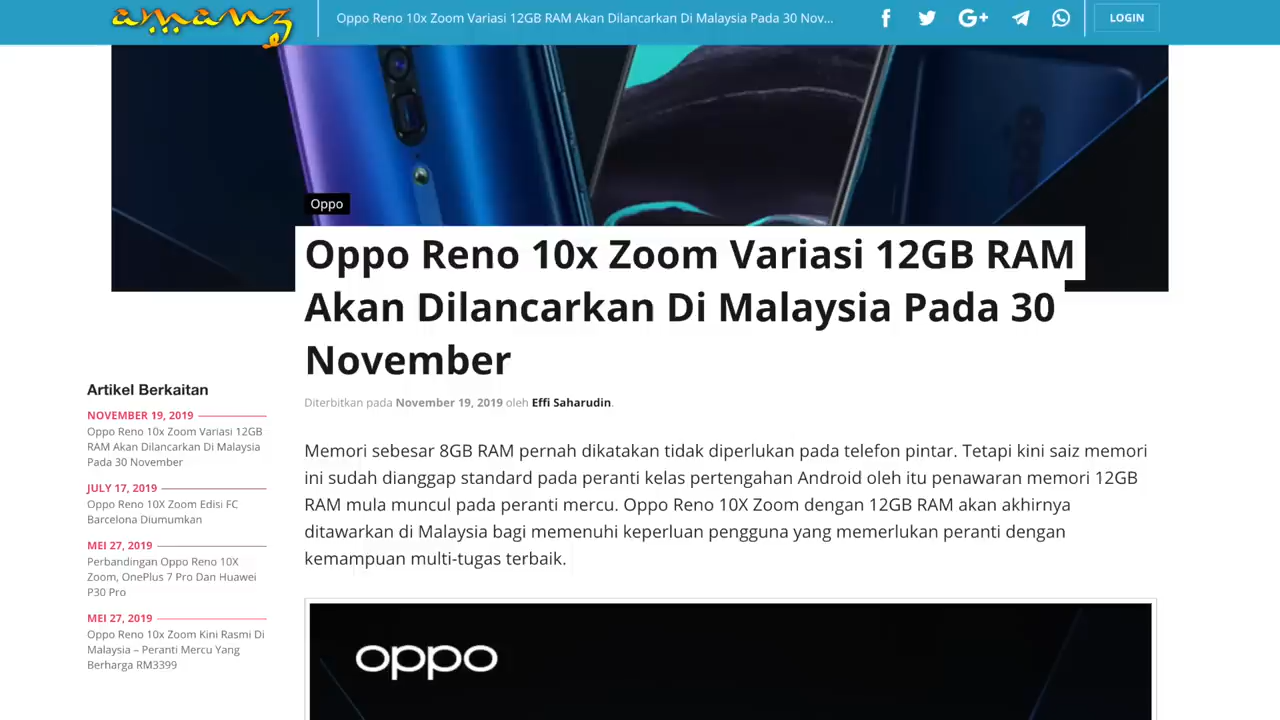 amanz
Oppo Reno 10x Zoom Variasi 12GB RAM Akan Dilancarkan Di Malaysia Pada 30 Nov...
LOGIN
Oppo
Oppo Reno 10x Zoom Variasi 12GB RAM
Akan Dilancarkan Di Malaysia Pada 30
November
Diterbitkan pada November 19, 2019 oleh Effi Saharudin.
Artikel Berkaitan
NOVEMBER 19, 2019
Oppo Reno 10x Zoom Variasi 12GB
RAM Akan Dilancarkan Di Malaysia
Pada 30 November
JULY 17, 2019
Oppo Reno 10X Zoom Edisi FC
Barcelona Diumumkan
MEI 27, 2019
Perbandingan Oppo Reno 10X
Zoom, OnePlus 7 Pro Dan Huawei
P30 Pro
MEI 27, 2019
Oppo Reno 10x Zoom Kini Rasmi Di
Malaysia – Peranti Mercu Yang
Berharga RM3399
Memori sebesar 8GB RAM pernah dikatakan tidak diperlukan pada telefon pintar. Tetapi kini saiz memori
ini sudah dianggap standard pada peranti kelas pertengahan Android oleh itu penawaran memori 12GB
RAM mula muncul pada peranti mercu. Oppo Reno 10X Zoom dengan 12GB RAM akan akhirnya
ditawarkan di Malaysia bagi memenuhi keperluan pengguna yang memerlukan peranti dengan
kemampuan multi-tugas terbaik.
oppo